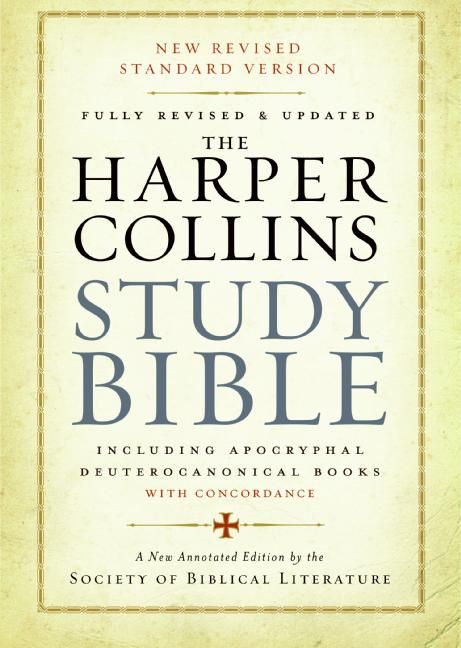 NEW REVISED
STANDARD VERSION
FULLY REVISED & UPDATED
THE
HARPER
COLLINS
STUDY
BIBLE
INCLUDING APOCRYPHAL
DEUTEROCANONICAL BOOKS
WITH CONCORDANCE
A New Annotated Edition by the
SOCIETY OF BIBLICAL LITERATURE